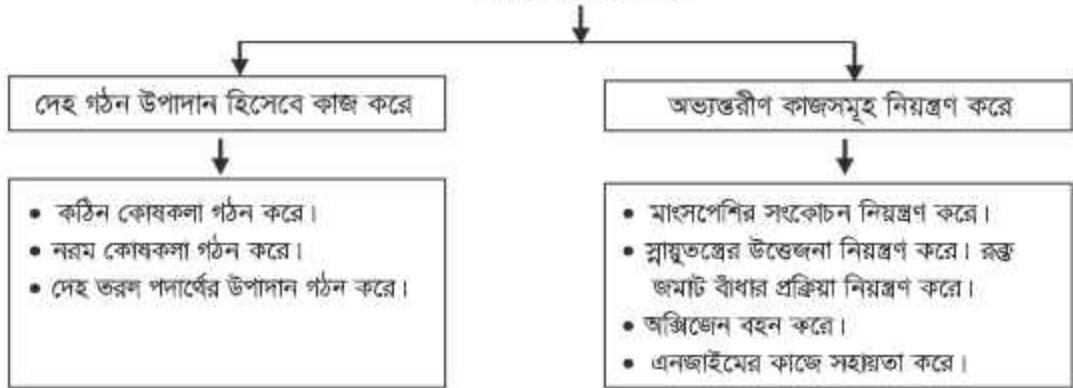 দেহ গঠন উপাদান হিসেবে কাজ করে
অভ্যন্তরীণ কাজসমূহ নিয়ন্ত্রণ করে
• কঠিন কোষকলা গঠন করে।
• নরম কোষকলা গঠন করে।
• দেহ তরল পদার্থের উপাদান গঠন করে।
• মাংসপেশির সংকোচন নিয়ন্ত্রণ করে।
• স্নায়ুতন্ত্রের উত্তেজনা নিয়ন্ত্রণ করে। রক্ত
জমাট বাঁধার প্রক্রিয়া নিয়ন্ত্রণ করে।
• অক্সিজেন বহন করে।
• এনজাইমের কাজে সহায়তা করে।